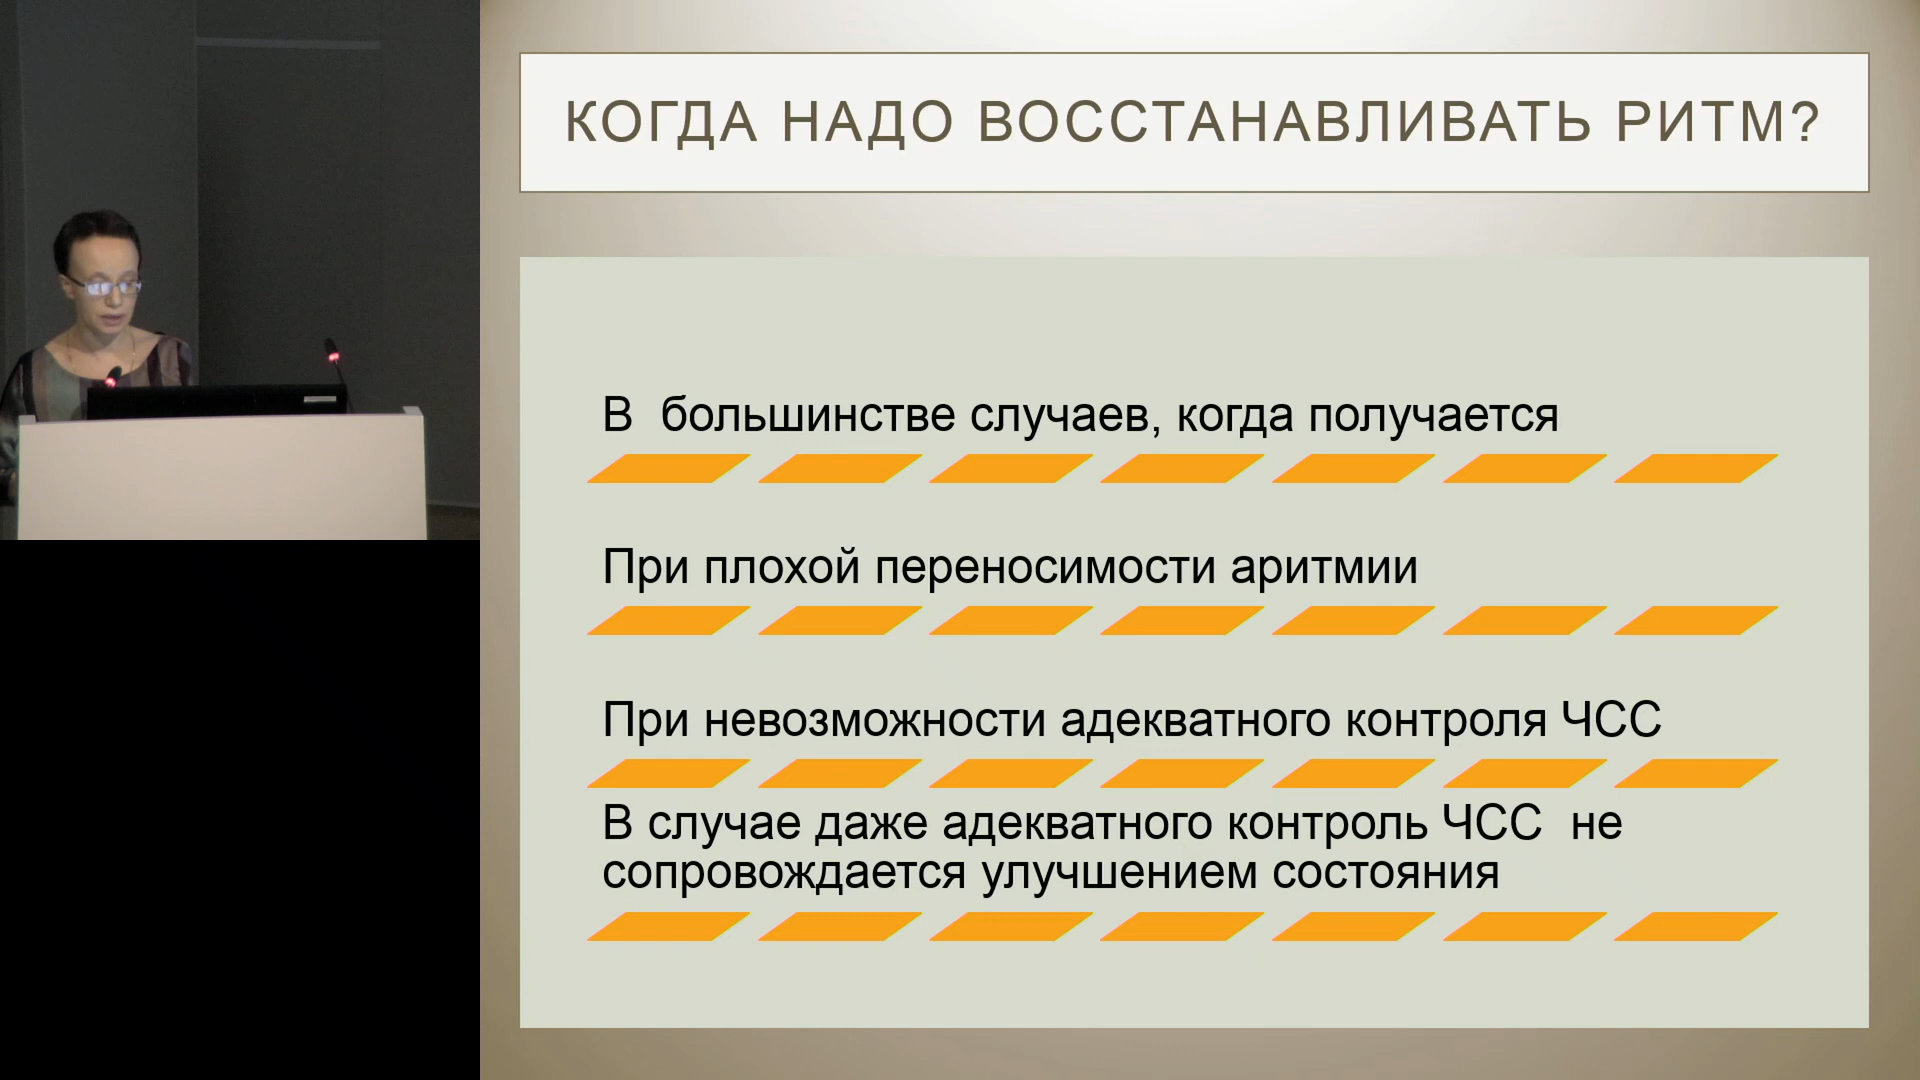 КОГДА НАДО ВОССТАНАВЛИВАТЬ РИТМ?
В большинстве случаев, когда получается
При плохой переносимости аритмии
При невозможности адекватного контроля ЧСС
В случае даже адекватного контроль ЧСС не
сопровождается улучшением состояния